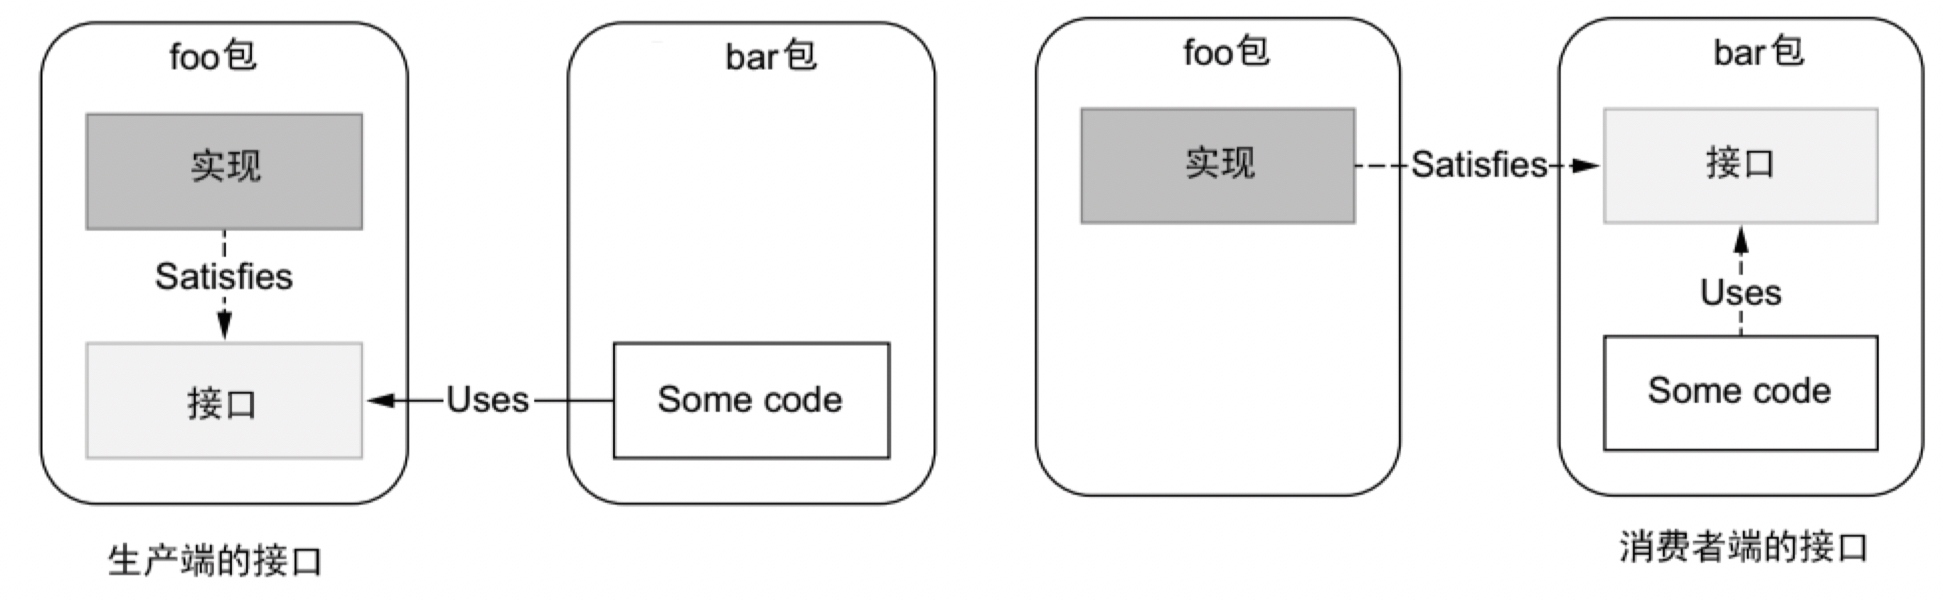 foo包
实现
Satisfies
接口
bar包
Uses
Some code
生产端的接口
foo包
实现
Satisfies
bar包
接口
Uses
Some code
消费者端的接口